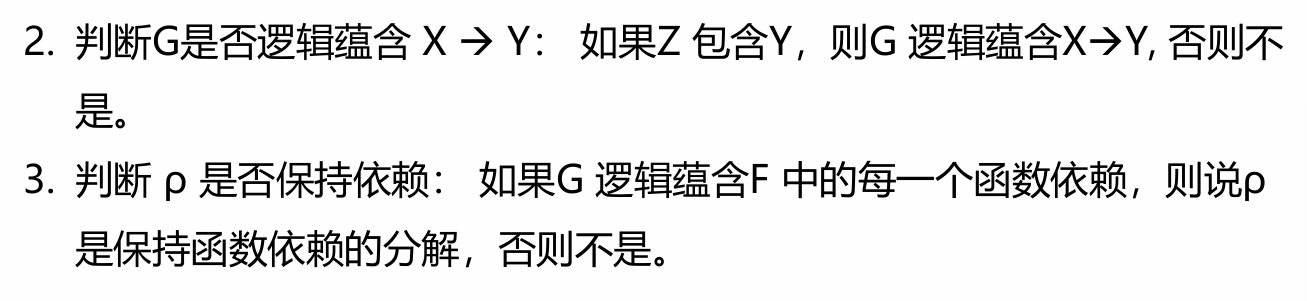 2. 判断G是否逻辑蕴含 X → Y： 如果Z 包含Y，则G 逻辑蕴含X→Y, 否则不
是。
3. 判断 ρ 是否保持依赖： 如果G 逻辑蕴含F 中的每一个函数依赖，则说ρ
是保持函数依赖的分解，否则不是。